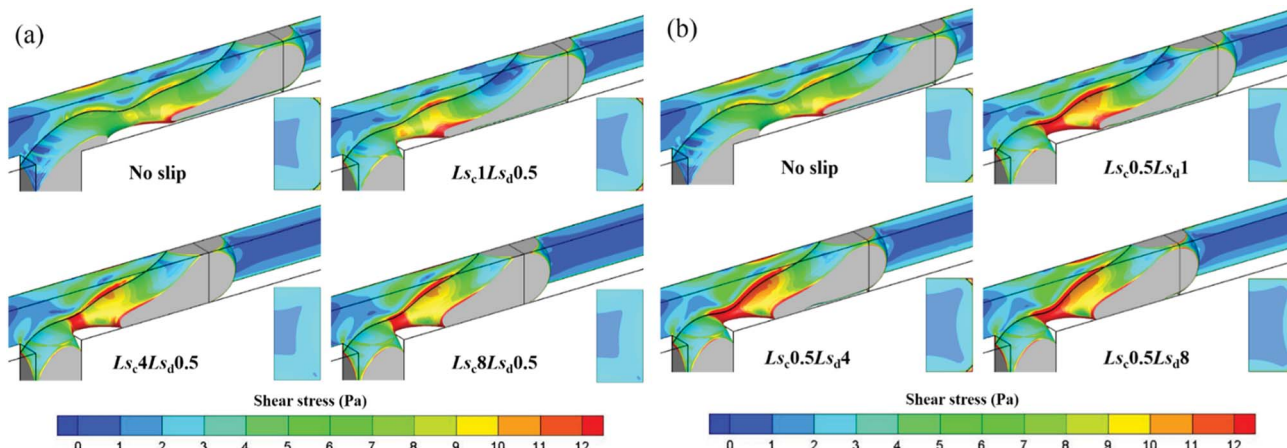 (a)
No slip
Lsc1Lsd0.5
Lsc4Lsd0.5
Lsc8Lsd0.5
Shear stress (Pa)
0 1 2 3 4 5 6 7 8 9 10 11 12
(b)
No slip
Lsc0.5Lsd1
Lsc0.5Lsd4
Lsc0.5Lsd8
Shear stress (Pa)
0 1 2 3 4 5 6 7 8 9 10 11 12